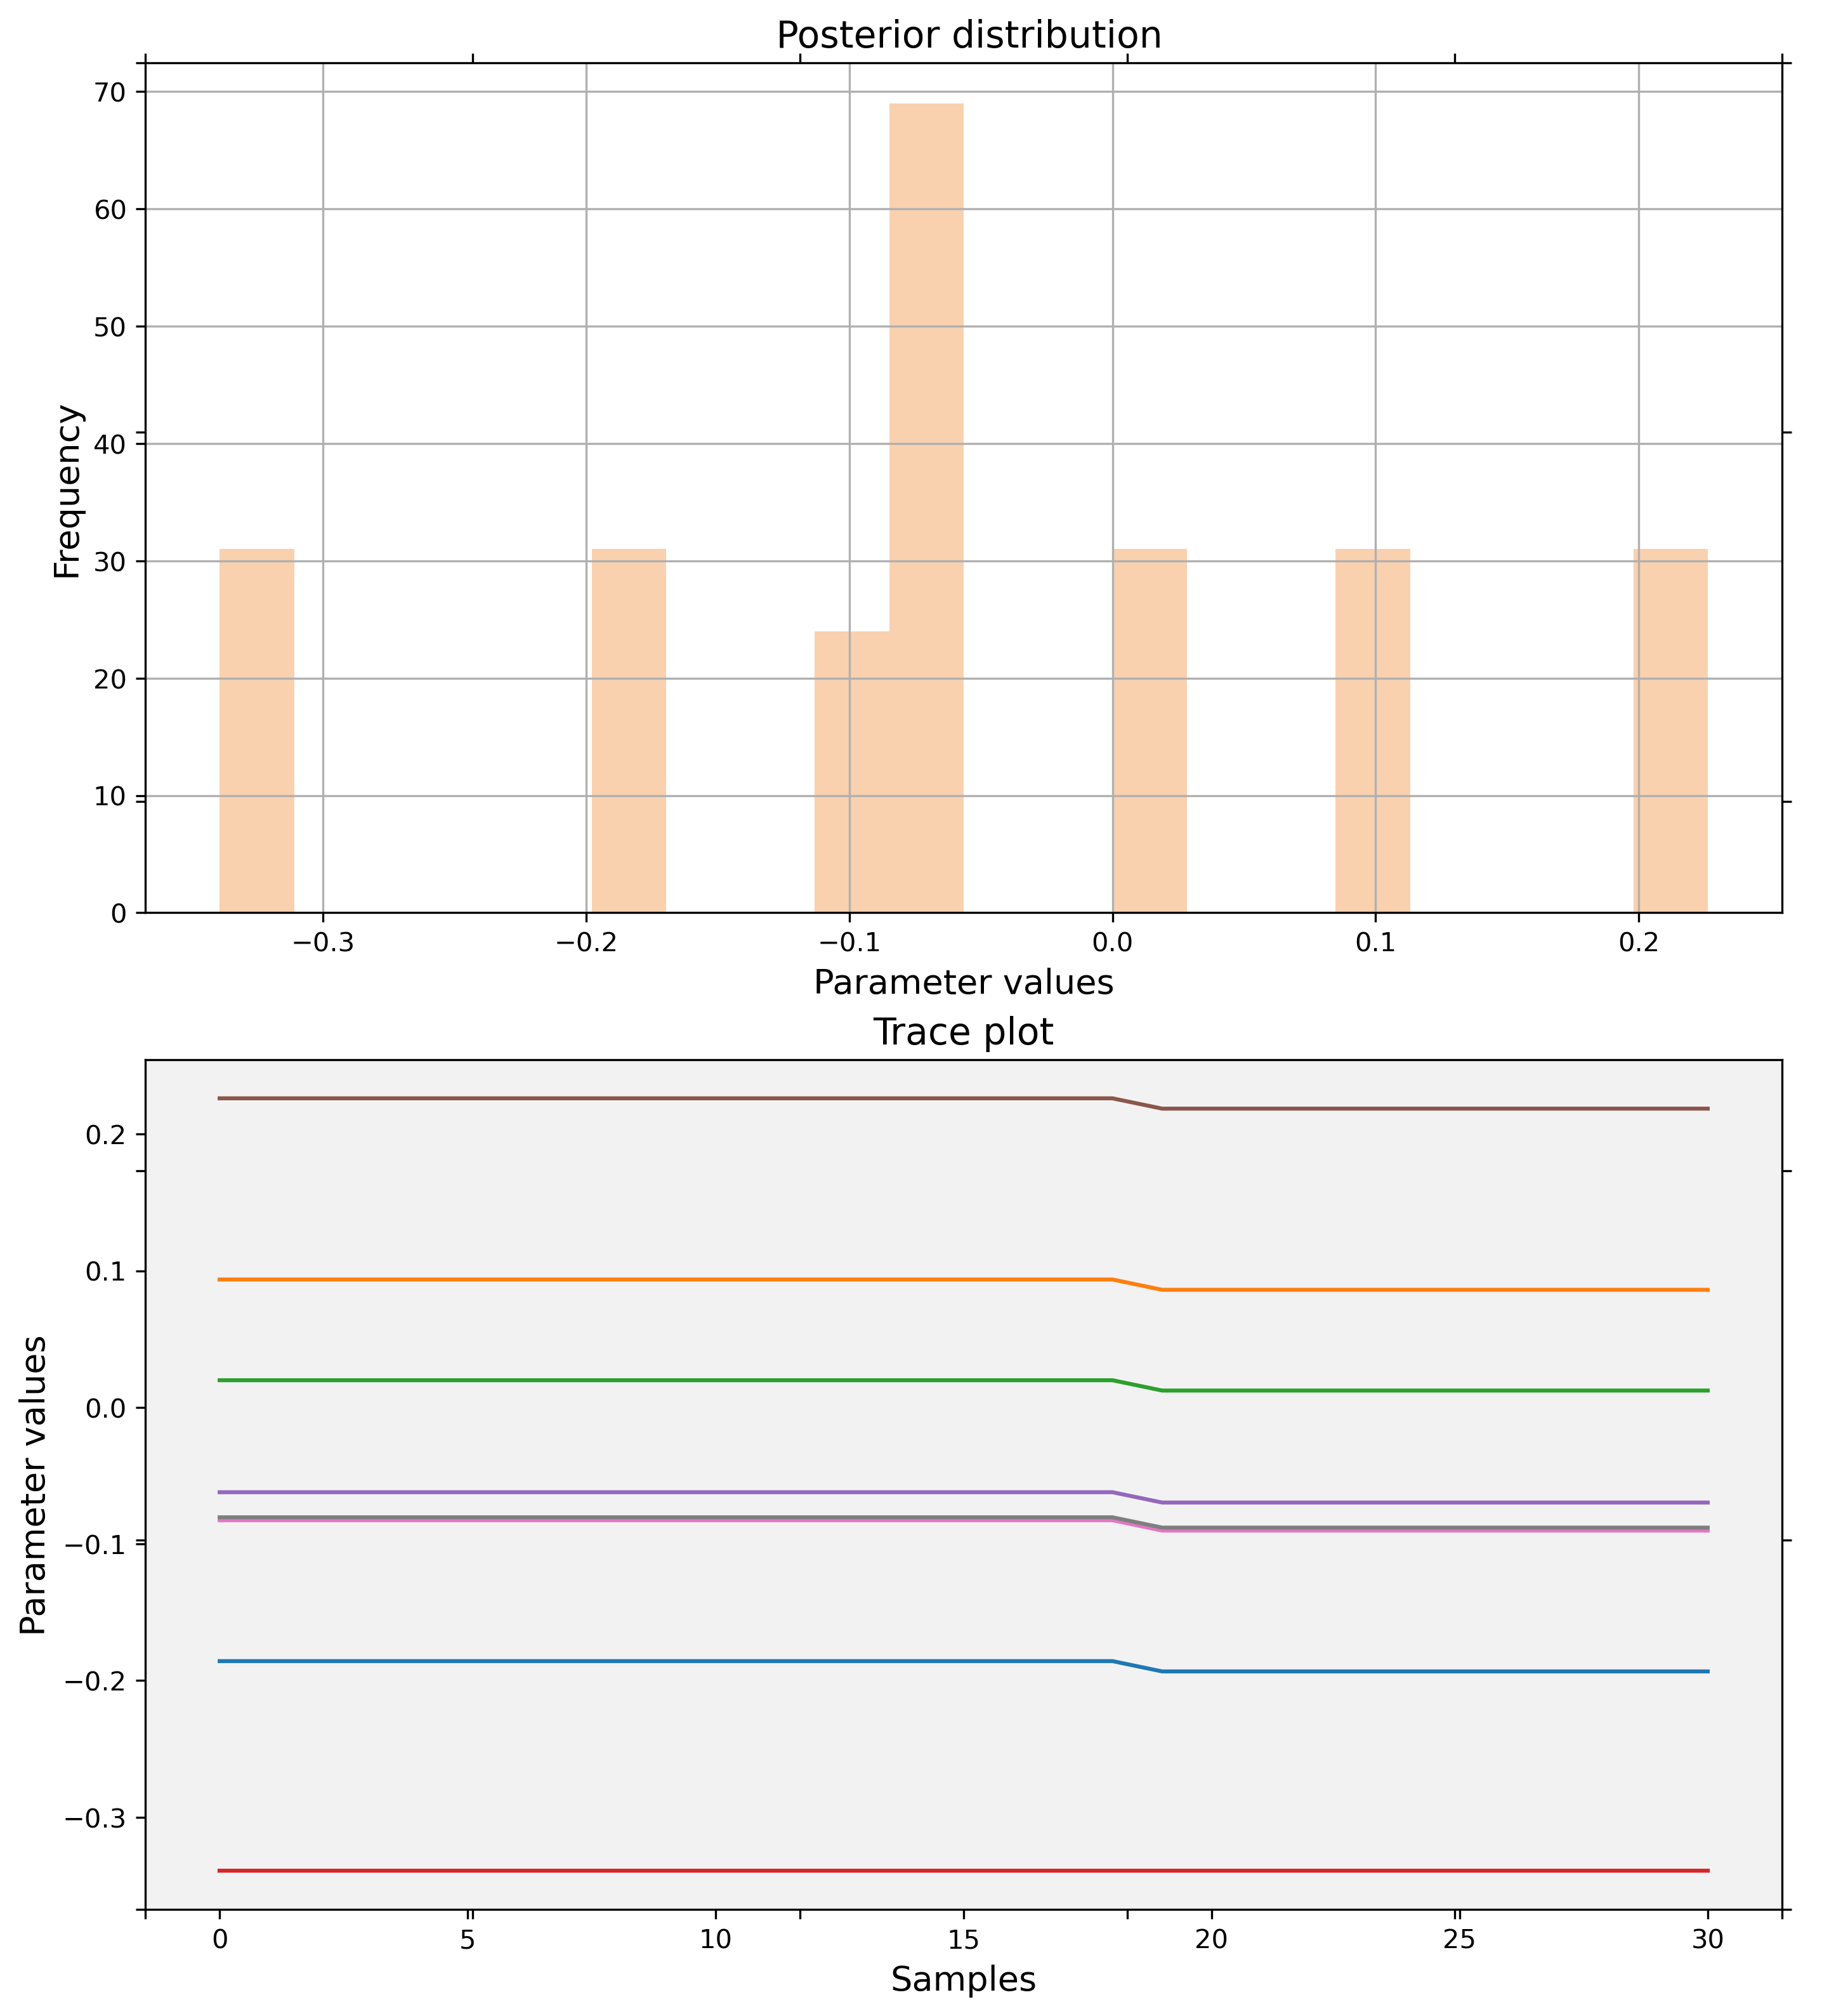 Posterior distribution
70
60
50
40
30
20
10
0
Frequency
−0.3 −0.2 −0.1 0.0 0.1 0.2
Parameter values
Trace plot
0.2
0.1
0.0
−0.1
−0.2
−0.3
Parameter values
0 5 10 15 20 25 30
Samples